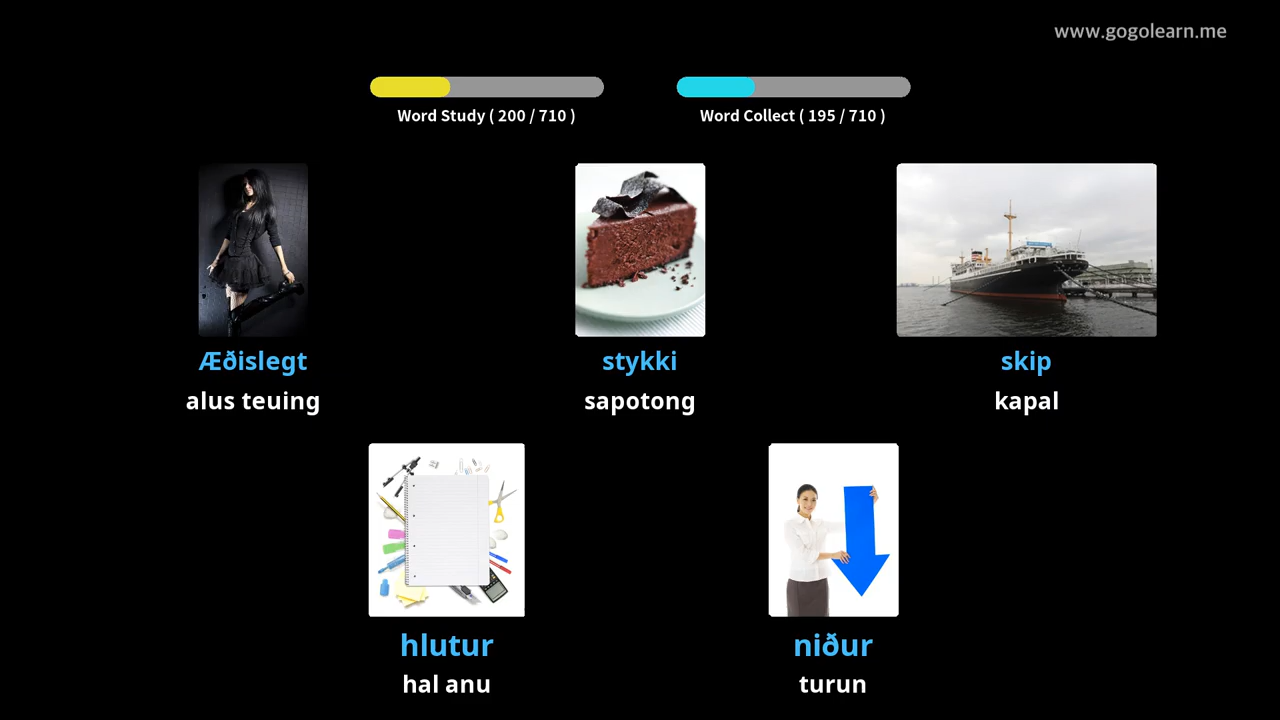 www.gogolearn.me
Word Study ( 200 / 710 )
Word Collect ( 195 / 710 )
Æðislegt
alus teuing
stykki
sapotong
skip
kapal
hlutur
hal anu
niður
turun